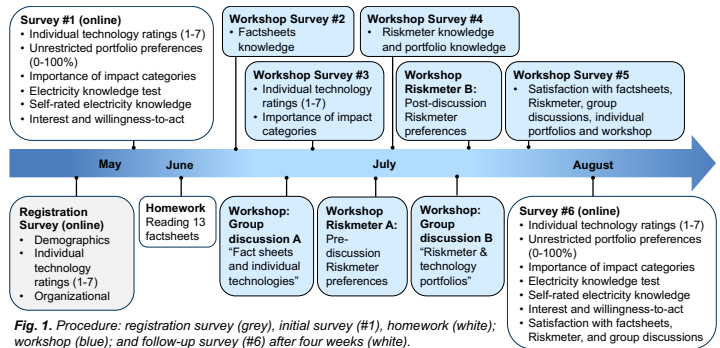 Survey #1 (online)
• Individual technology ratings (1-7)
• Unrestricted portfolio preferences
(0-100%)
• Importance of impact categories
• Electricity knowledge test
• Self-rated electricity knowledge
• Interest and willingness-to-act
Workshop Survey #2
• Factsheets
knowledge
Workshop Survey #4
• Riskmeter knowledge
and portfolio knowledge
Workshop Survey #3
• Individual technology
ratings (1-7)
• Importance of impact
categories
Workshop
Riskmeter B:
Post-discussion
Riskmeter
preferences
Workshop Survey #5
• Satisfaction with factsheets,
Riskmeter, group
discussions, individual
portfolios and workshop
May
June
July
August
Registration
Survey (online)
• Demographics
• Individual
technology
ratings (1-7)
• Organizational
Homework
Reading 13
factsheets
Workshop:
Group
discussion A
“Fact sheets
and individual
technologies”
Workshop
Riskmeter A:
Pre-
discussion
Riskmeter
preferences
Workshop:
Group
discussion B
“Riskmeter &
technology
portfolios”
Survey #6 (online)
• Individual technology ratings (1-7)
• Unrestricted portfolio preferences
(0-100%)
• Importance of impact categories
• Electricity knowledge test
• Self-rated electricity knowledge
• Interest and willingness-to-act
• Satisfaction with factsheets,
Riskmeter, and group discussions
Fig. 1. Procedure: registration survey (grey), initial survey (#1), homework (white);
workshop (blue); and follow-up survey (#6) after four weeks (white).